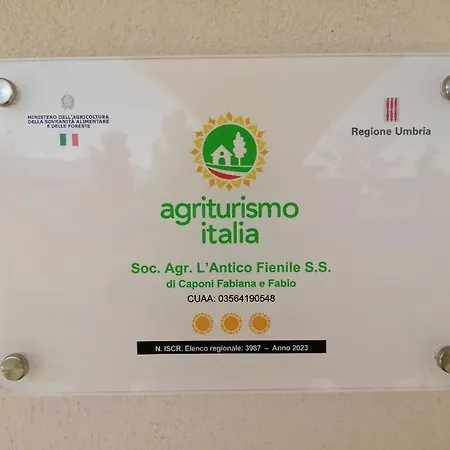 MINISTERO DELL'AGRICOLTURA
DELLA SOVRANITÀ ALIMENTARE
E DELLE FORESTE
Regione Umbria
agriturismo
italia
Soc. Agr. L'Antico Fienile S.S.
di Caponi Fabiana e Fabio
CUAA: 03564190548
N. ISCR. Elenco regionale: 3987 – Anno 2023